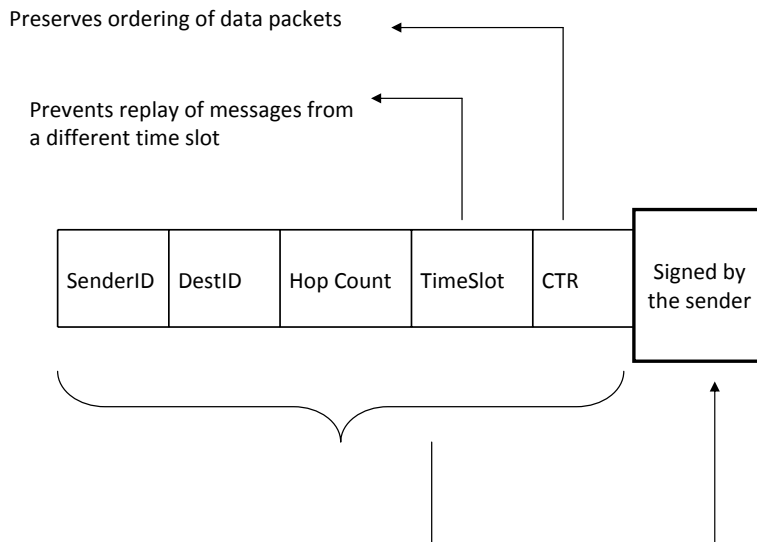 Preserves ordering of data packets
Prevents replay of messages from
a different time slot
SenderID
DestID
Hop Count
TimeSlot
CTR
Signed by
the sender